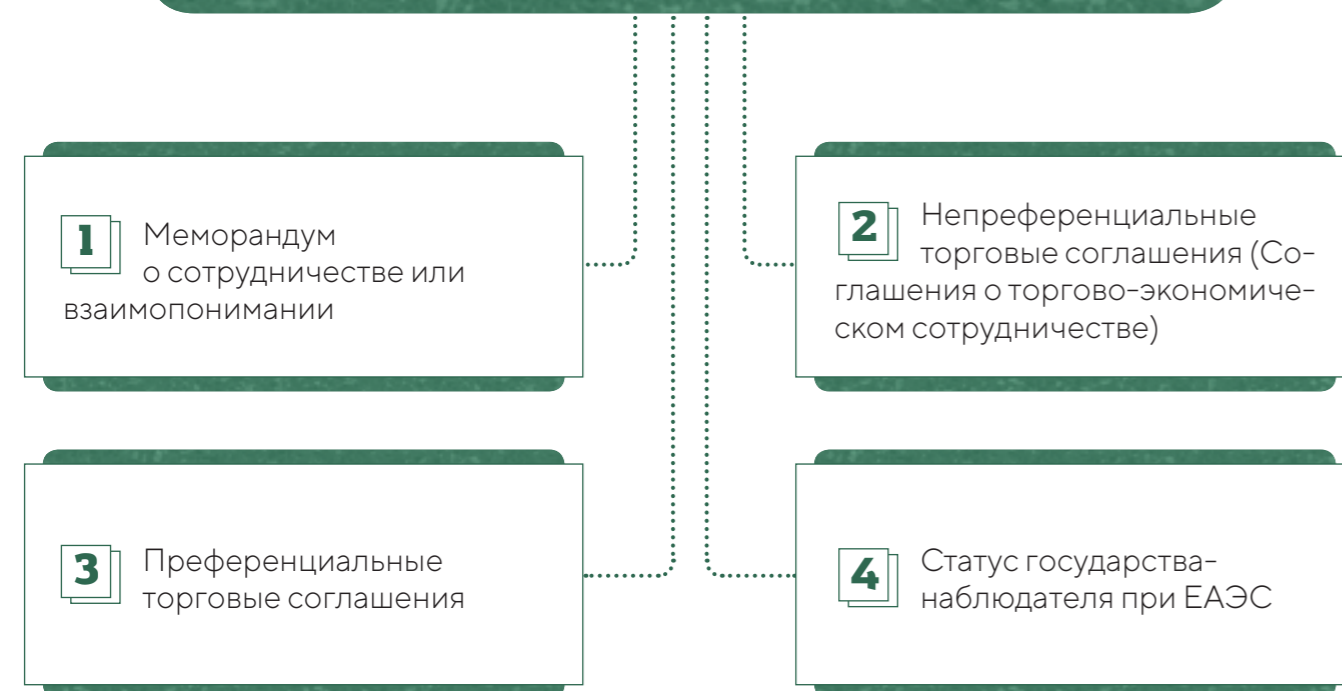 1
Меморандум
о сотрудничестве или
взаимопонимании
2
Непреференциальные
торговые соглашения (Со-
глашения о торгово-экономиче-
ском сотрудничестве)
3
Преференциальные
торговые соглашения
4
Статус государства-
наблюдателя при ЕАЭС